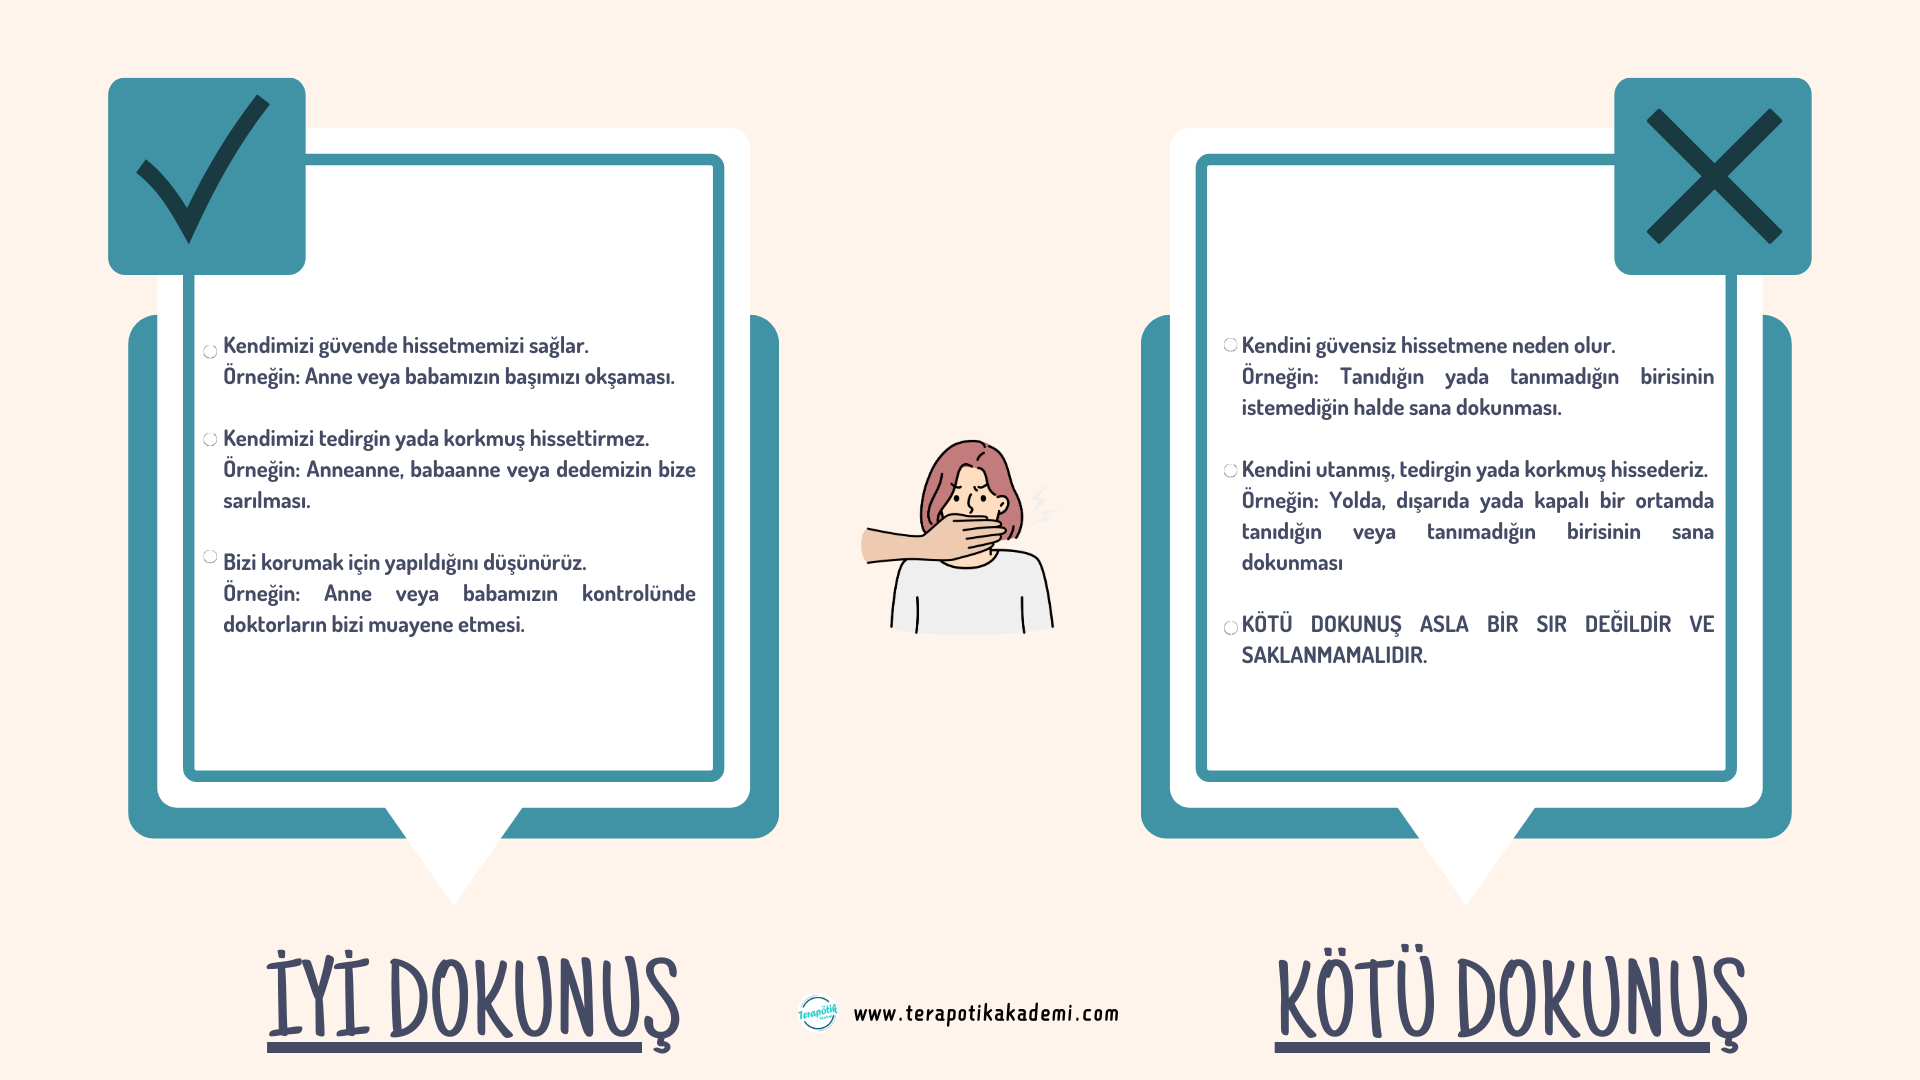 Kendimizi güvende hissetmemizi sağlar.
Örneğin: Anne veya babamızın başımızı okşaması.
Kendimizi tedirgin yada korkmuş hissettirmez.
Örneğin: Anneanne, babaanne veya dedemizin bize
sarılması.
Bizi korumak için yapıldığını düşünürüz.
Örneğin: Anne veya babamızın kontrolünde
doktorların bizi muayene etmesi.
İYİ DOKUNUŞ
Kendini güvensiz hissetmene neden olur.
Örneğin: Tanıdığın yada tanımadığın birisinin
istemediğin halde sana dokunması.
Kendini utanmış, tedirgin yada korkmuş hissederiz.
Örneğin: Yolda, dışarıda yada kapalı bir ortamda
tanıdığın veya tanımadığın birisinin sana
dokunması
KÖTÜ DOKUNUŞ ASLA BİR SIR DEĞİLDİR VE
SAKLANMAMALIDIR.
KÖTÜ DOKUNUŞ
Terapötik
www.terapotikakademi.com